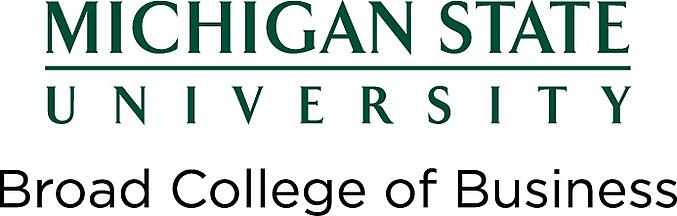 MICHIGAN STATE
UNIVERSITY
Broad College of Business